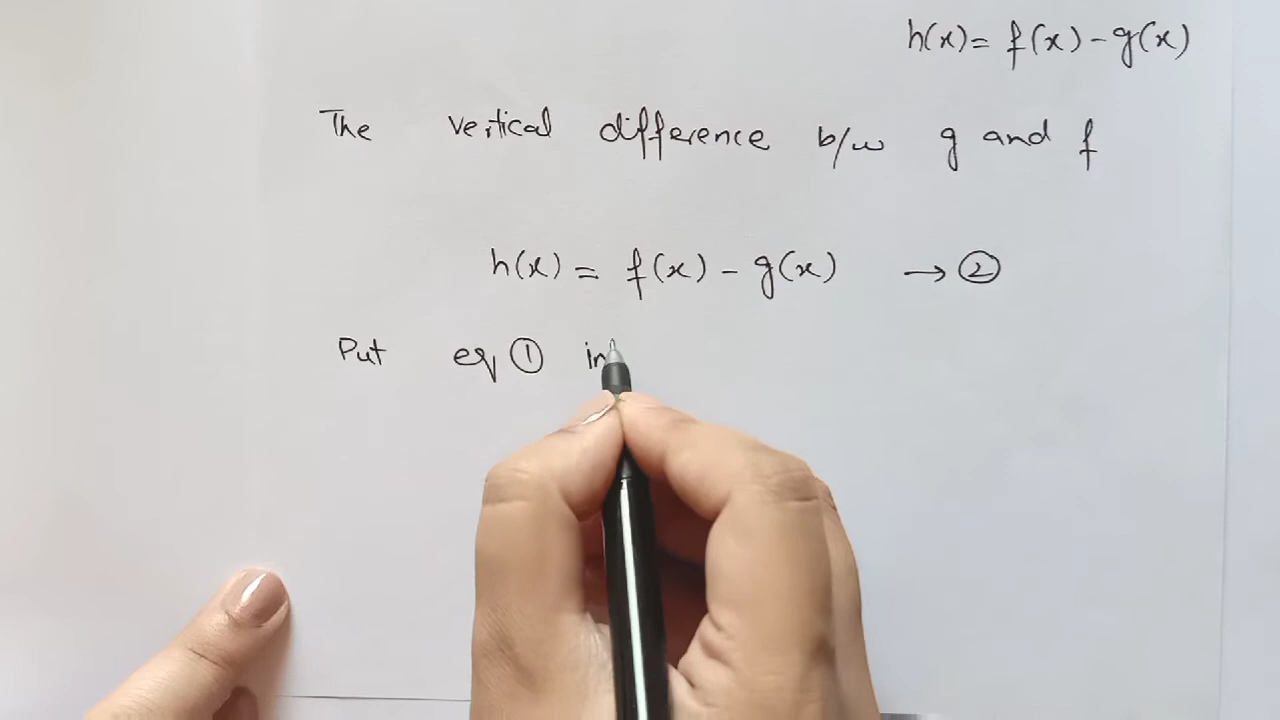 h(x)= f(x)-g(x)
The vertical difference b/w g and f
h(x) = f(x) - g(x) → ②
Put eq ① in